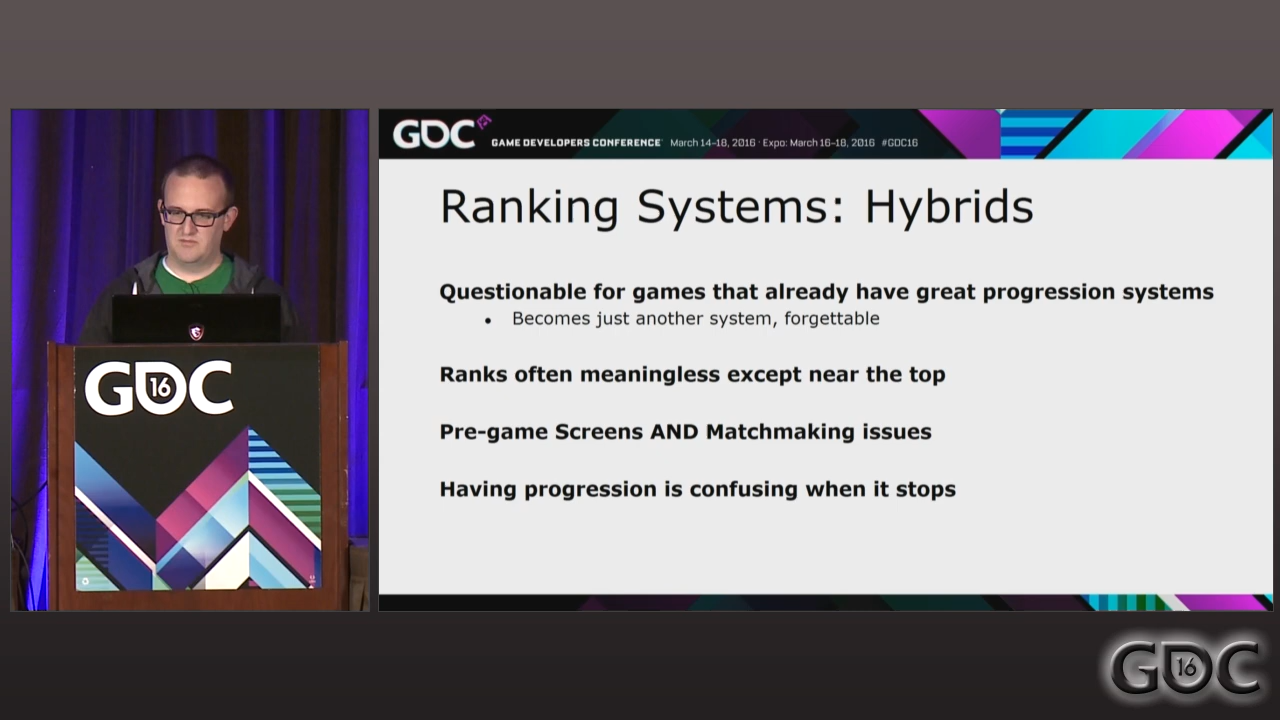 GDC
GAME DEVELOPERS CONFERENCE March 14-18, 2016 · Expo: March 16-18, 2016 #GDC16
Ranking Systems: Hybrids
Questionable for games that already have great progression systems
• Becomes just another system, forgettable
Ranks often meaningless except near the top
Pre-game Screens AND Matchmaking issues
Having progression is confusing when it stops
GDC 16
GDC 16